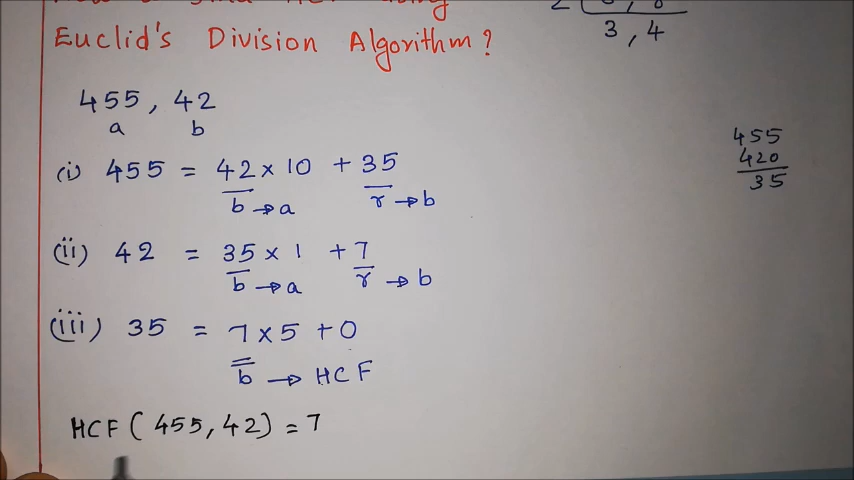 Euclid's Division Algorithm?
3, 4
455, 42
a b
(i) 455 = 42 × 10 + 35
b → a r → b
455
420
35
(ii) 42 = 35 × 1 + 7
b → a r → b
(iii) 35 = 7 × 5 + 0
b → HCF
HCF (455, 42) = 7